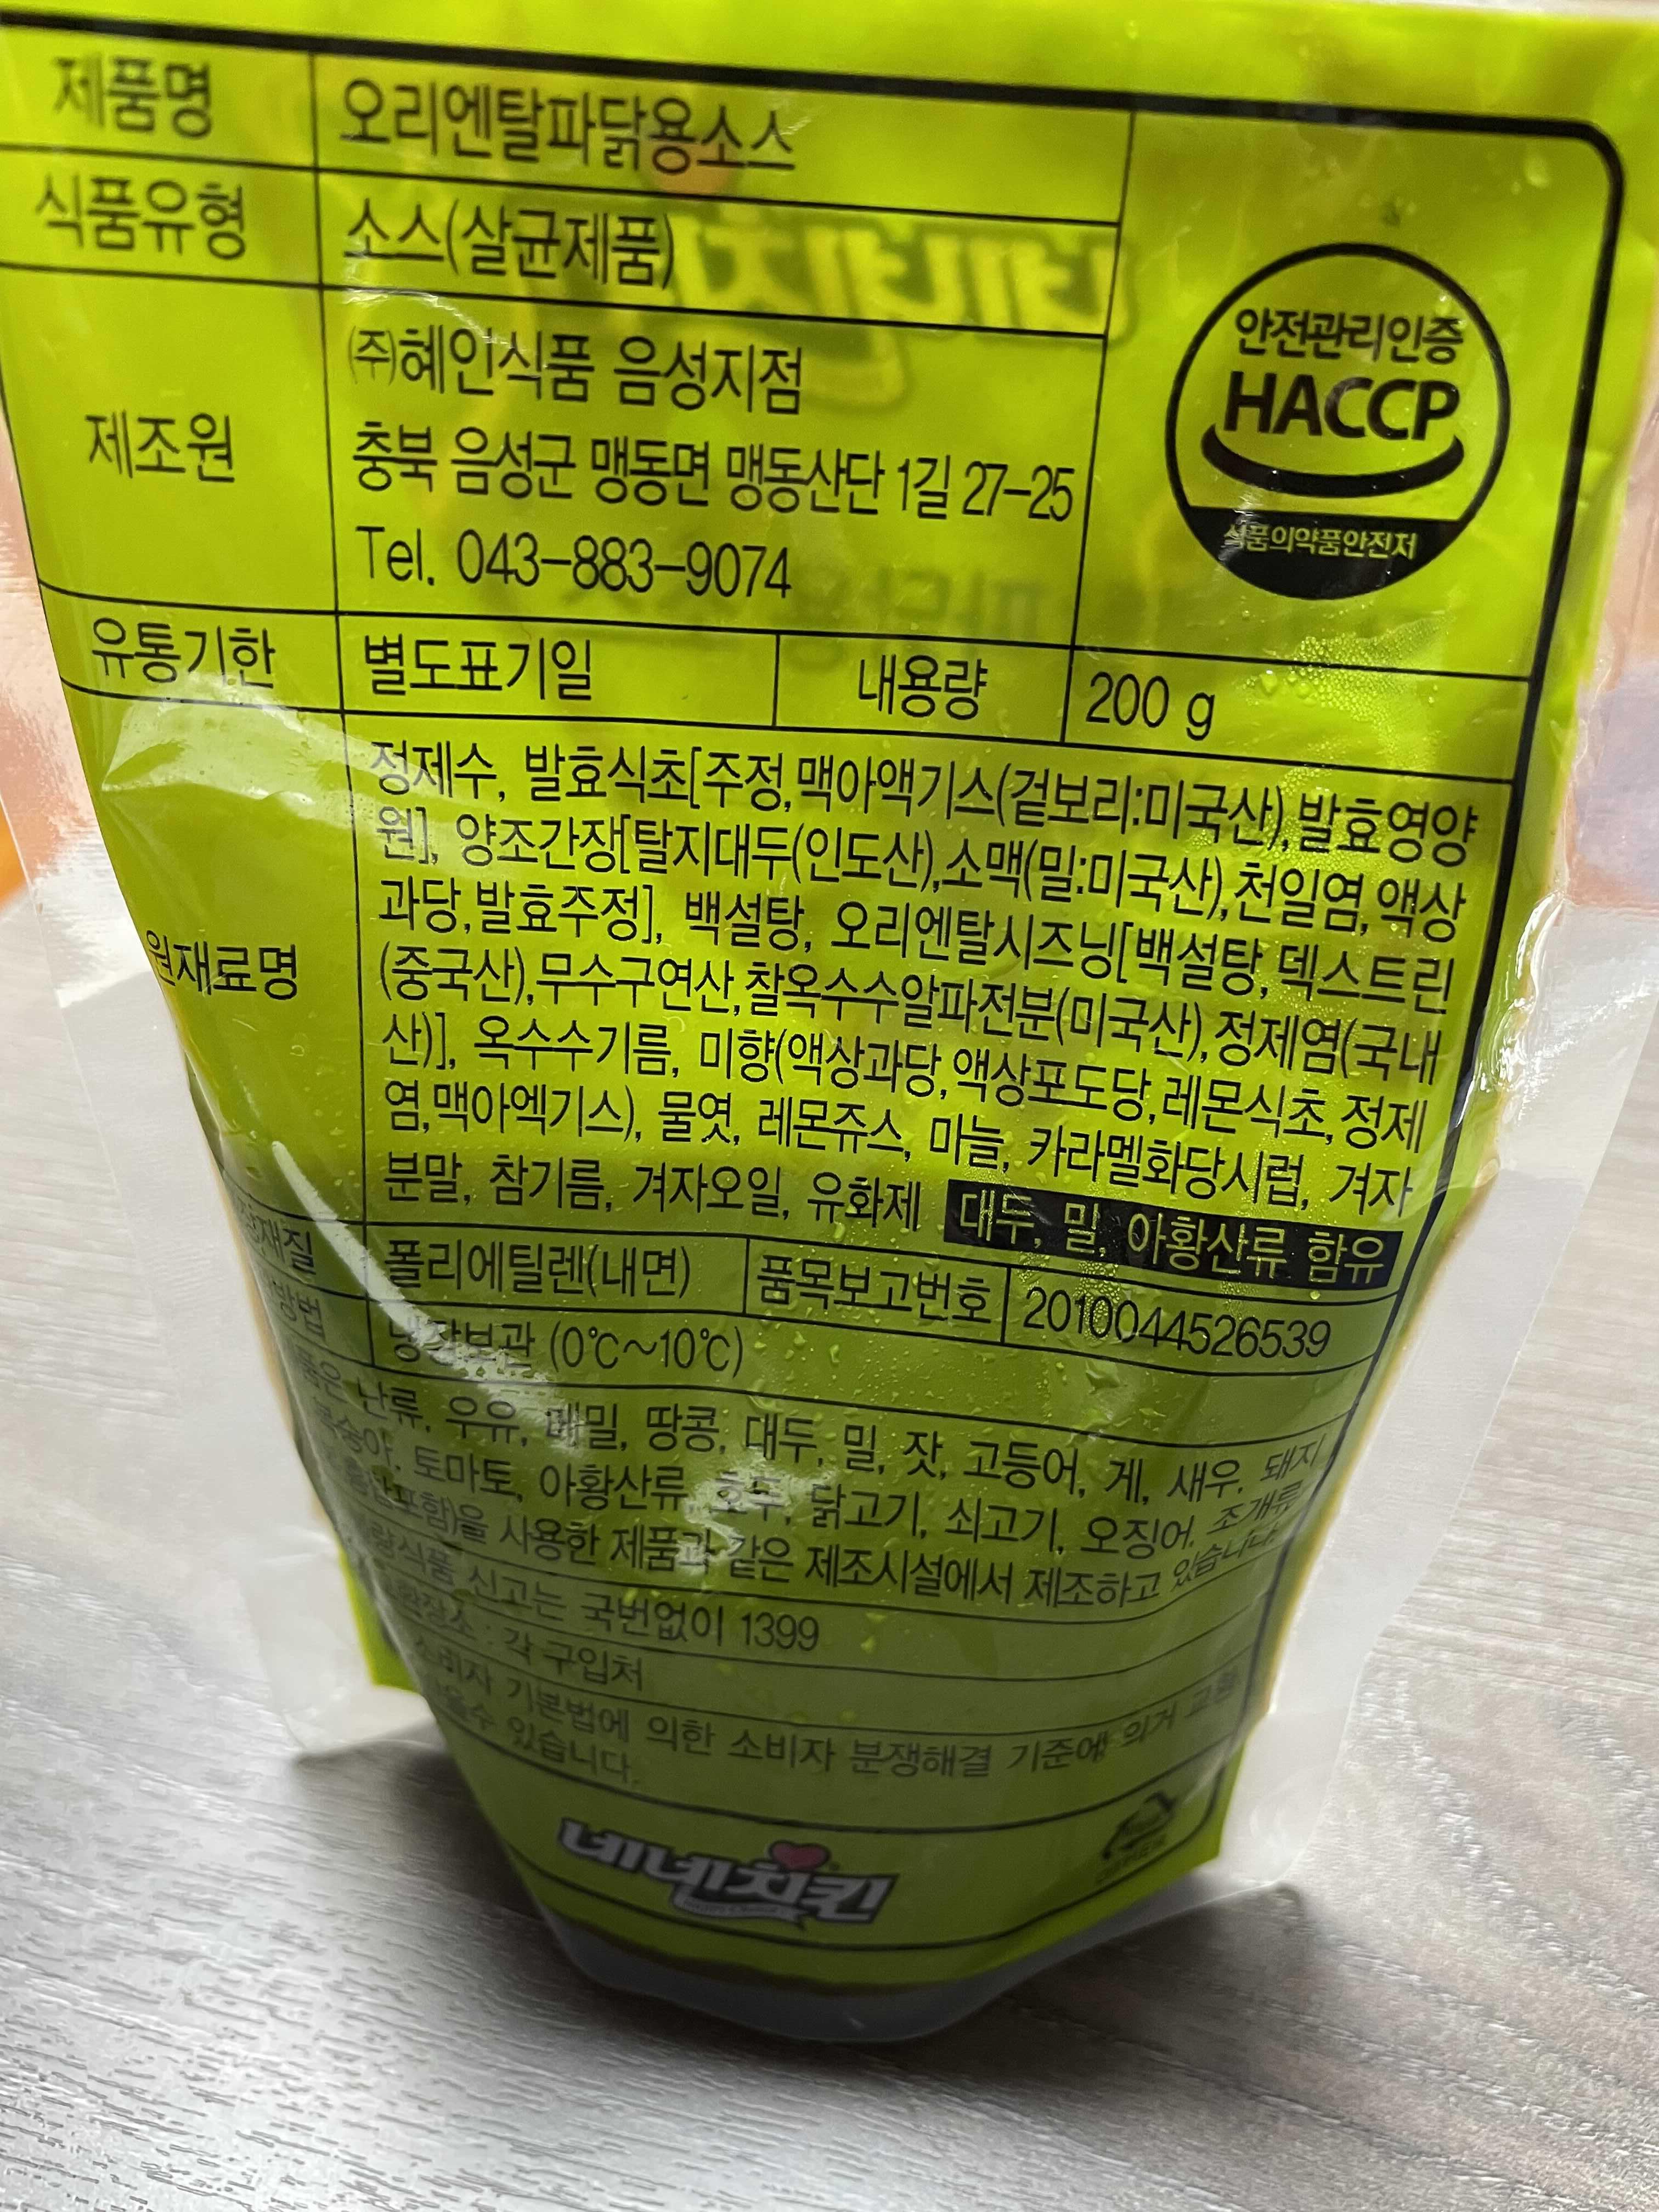 제품명 오리엔탈파닭용소스
식품유형 소스(살균제품)
안전관리인증
HACCP
식품의약품안전처
제조원 ㈜혜인식품 음성지점
충북 음성군 맹동면 맹동산단 1길 27-25
Tel. 043-883-9074
유통기한 별도표기일 내용량 200 g
원재료명
정제수, 발효식초[주정,맥아액기스(겉보리:미국산),발효영양
원], 양조간장[탈지대두(인도산),소맥(밀:미국산),천일염,액상
과당,발효주정], 백설탕, 오리엔탈시즈닝[백설탕,덱스트린
(중국산),무수구연산,찰옥수수알파전분(미국산),정제염(국내
산)], 옥수수기름, 미향(액상과당,액상포도당,레몬식초,정제
염,맥아엑기스), 물엿, 레몬쥬스, 마늘, 카라멜화당시럽, 겨자
분말, 참기름, 겨자오일, 유화제 대두, 밀, 아황산류 함유
재질 폴리에틸렌(내면) 품목보고번호 2010044526539
방법 냉장보관 (0℃~10℃)
난류, 우유, 메밀, 땅콩, 대두, 밀, 잣, 고등어, 게, 새우, 돼지
토마토, 아황산류, 호두, 닭고기, 쇠고기, 오징어, 조개류
포함)을 사용한 제품과 같은 제조시설에서 제조하고 있습니다.
식품 신고는 국번없이 1399
각 구입처
소비자 기본법에 의한 소비자 분쟁해결 기준에 의거 교환
있습니다.
네네치킨